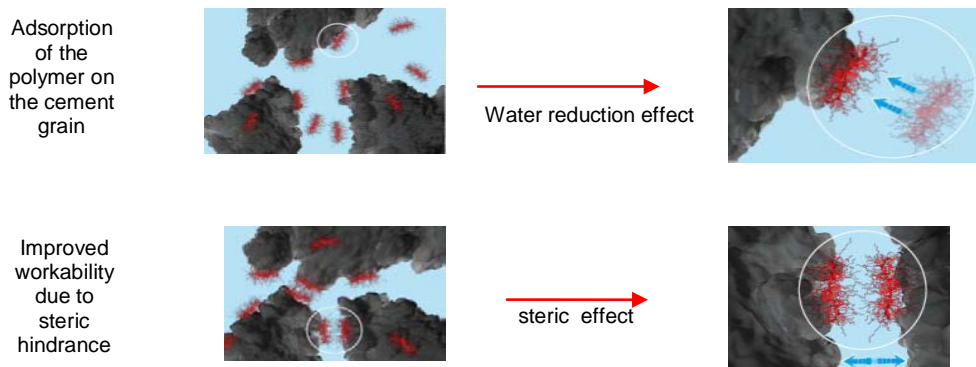 Adsorption
of the
polymer on
the cement
grain
Water reduction effect
Improved
workability
due to
steric
hindrance
steric effect